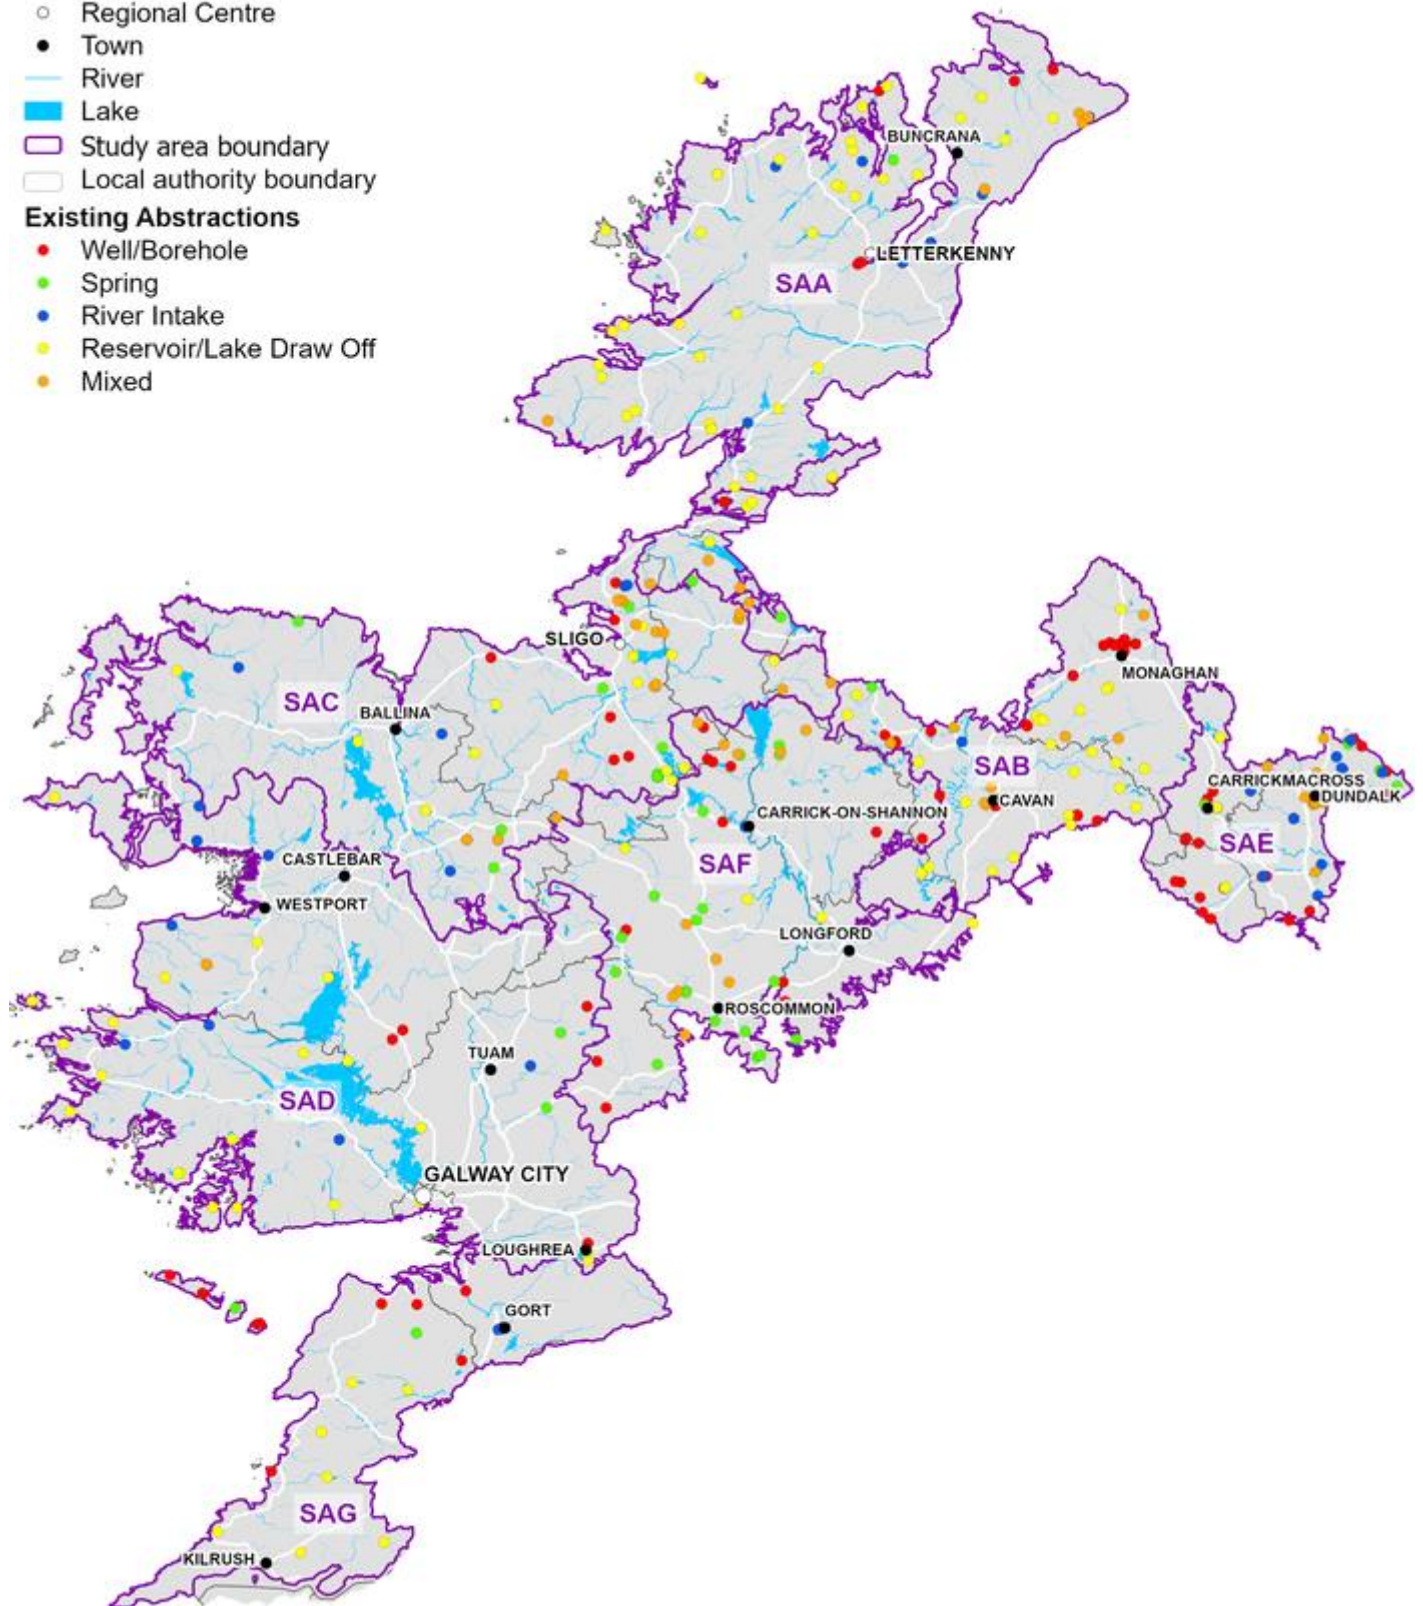 Regional Centre
Town
River
Lake
Study area boundary
Local authority boundary
Existing Abstractions
Well/Borehole
Spring
River Intake
Reservoir/Lake Draw Off
Mixed
BUNCRANA
LETTERKENNY
SAA
SLIGO
MONAGHAN
SAC
BALLINA
SAB
CARRICKMACROSS
CAVAN
DUNDALK
CARRICK-ON-SHANNON
SAE
CASTLEBAR
SAF
WESTPORT
LONGFORD
ROSCOMMON
TUAM
SAD
GALWAY CITY
LOUGHREA
GORT
SAG
KILRUSH